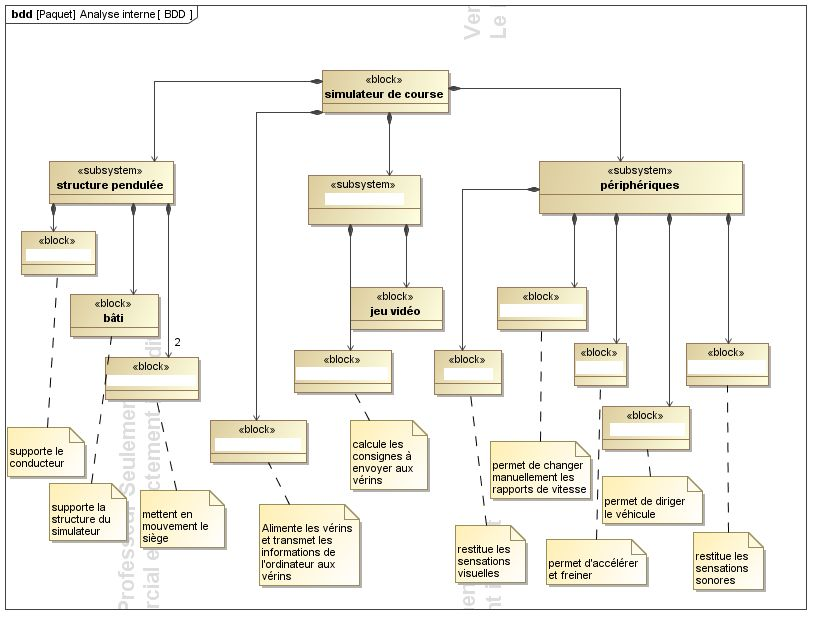 bdd [Paquet] Analyse interne [ BDD ]
«block»
simulateur de course
«subsystem»
structure pendulée
«subsystem»
«subsystem»
périphériques
«block»
«block»
bâti
«block»
jeu vidéo
«block»
2
«block»
«block»
«block»
«block»
«block»
«block»
«block»
«block»
supporte le
conducteur
supporte la
structure du
simulateur
mettent en
mouvement le
siège
Alimente les vérins
et transmet les
informations de
l'ordinateur aux
vérins
calcule les
consignes à
envoyer aux
vérins
restitue les
sensations
visuelles
permet de changer
manuellement les
rapports de vitesse
permet d'accélérer
et freiner
permet de diriger
le véhicule
restitue les
sensations
sonores
Professeur Seulement